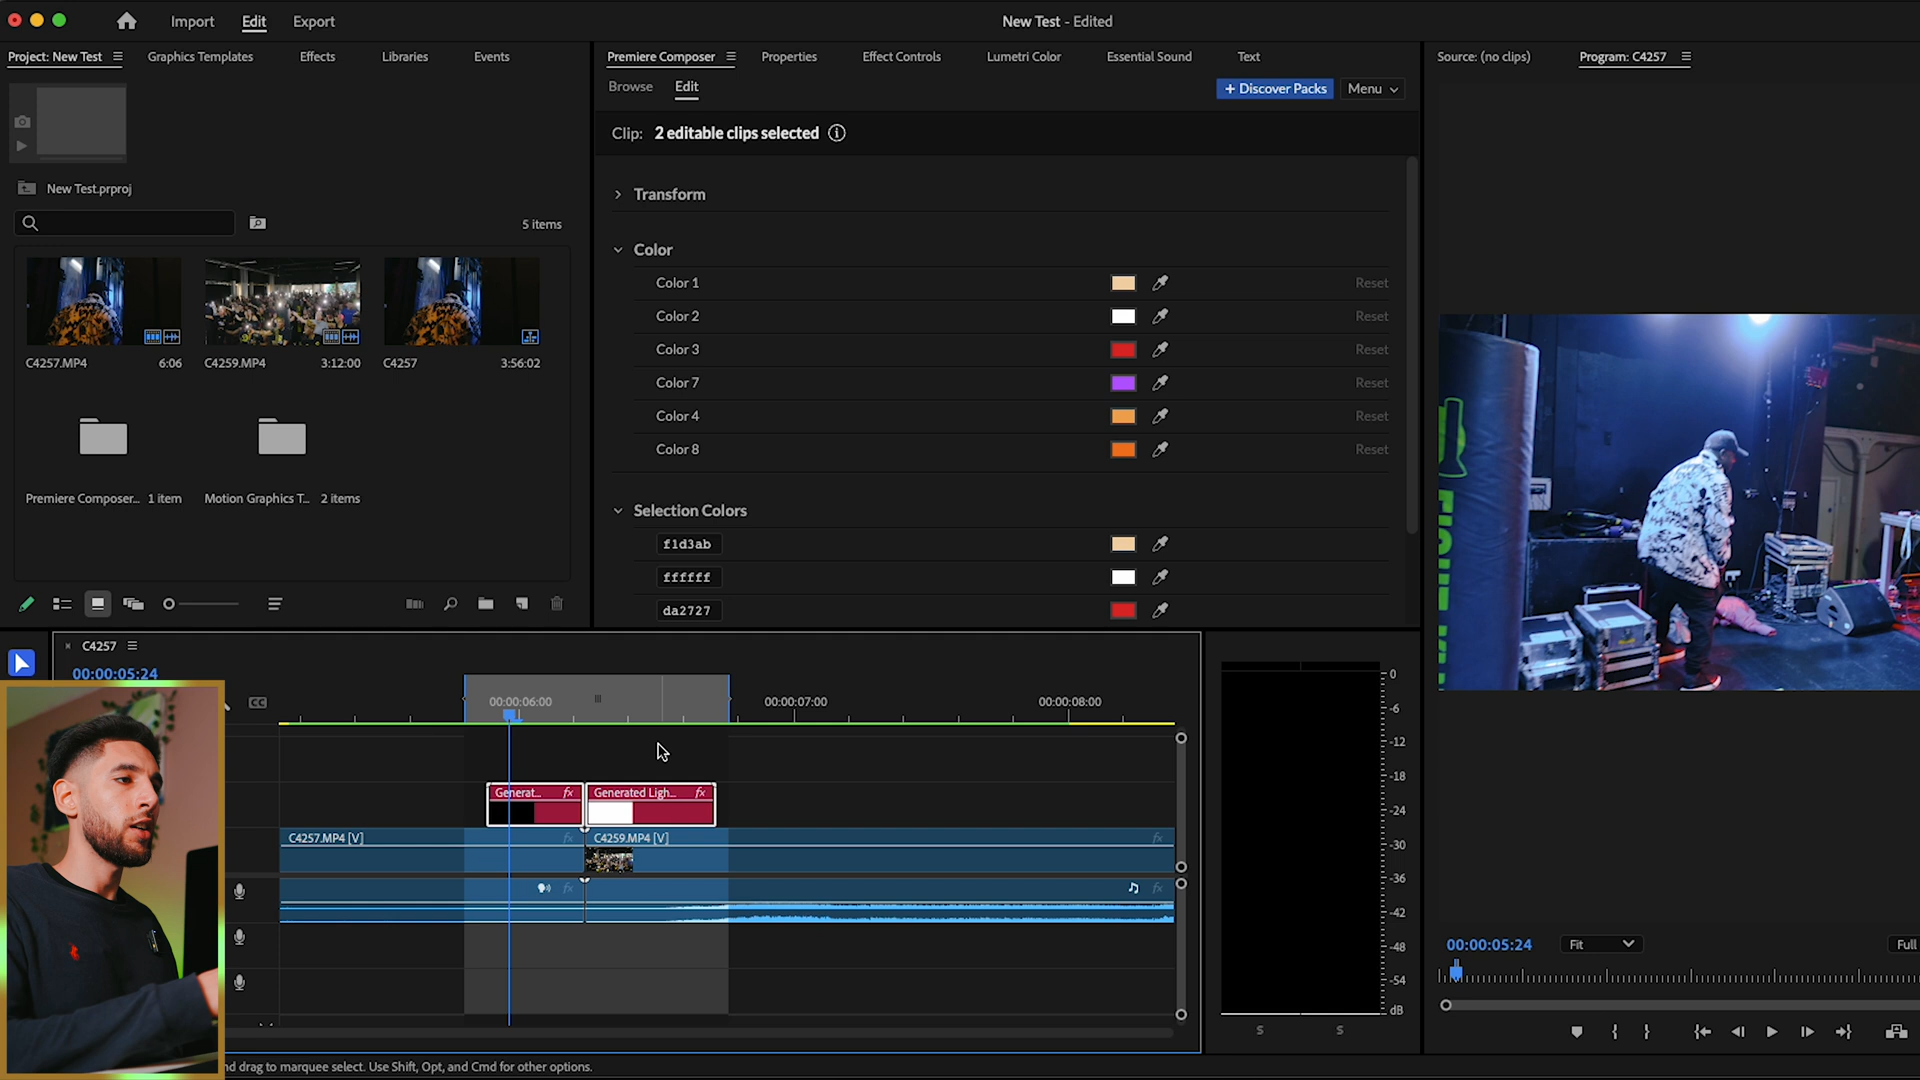 Import Edit Export
New Test - Edited
Project: New Test
Graphics Templates
Effects
Libraries
Events
Premiere Composer
Properties
Effect Controls
Lumetri Color
Essential Sound
Text
Source: (no clips)
Program: C4257
Browse
Edit
+ Discover Packs
Menu
Clip: 2 editable clips selected
New Test.prproj
5 items
C4257.MP4 6:06
C4259.MP4 3:12:00
C4257 3:56:02
Premiere Composer... 1 item
Motion Graphics T... 2 items
Transform
Color
Color 1 Reset
Color 2 Reset
Color 3 Reset
Color 7 Reset
Color 4 Reset
Color 8 Reset
Selection Colors
f1d3ab
ffffff
da2727
× C4257
00:00:05:24
00:00:06:00
00:00:07:00
00:00:08:00
Generat... fx
Generated Ligh... fx
C4257.MP4 [V] fx
C4259.MP4 [V] fx
fx
fx
0
-6
-12
-18
-24
-30
-36
-42
-48
-54
dB
S S
00:00:05:24
Fit
Full
nd drag to marquee select. Use Shift, Opt, and Cmd for other options.